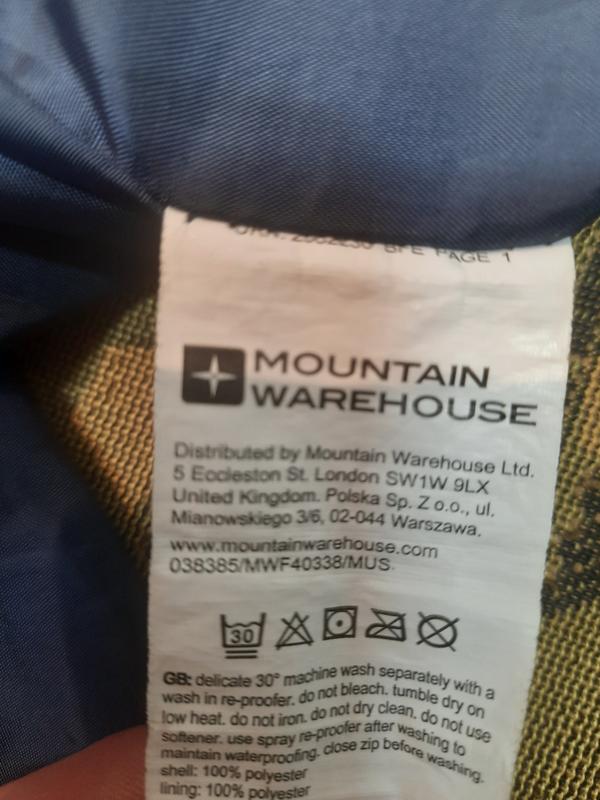 PAGE 1
MOUNTAIN
WAREHOUSE
Distributed by Mountain Warehouse Ltd.
5 Eccleston St. London SW1W 9LX
United Kingdom. Polska Sp. Z o.o., ul.
Mianowskiego 3/6, 02-044 Warszawa.
www.mountainwarehouse.com
038385/MWF40338/MUS
30
GB: delicate 30° machine wash separately with a
wash in re-proofer. do not bleach. tumble dry on
low heat. do not iron. do not dry clean. do not use
softener. use spray re-proofer after washing to
maintain waterproofing. close zip before washing.
shell: 100% polyester
lining: 100% polyester